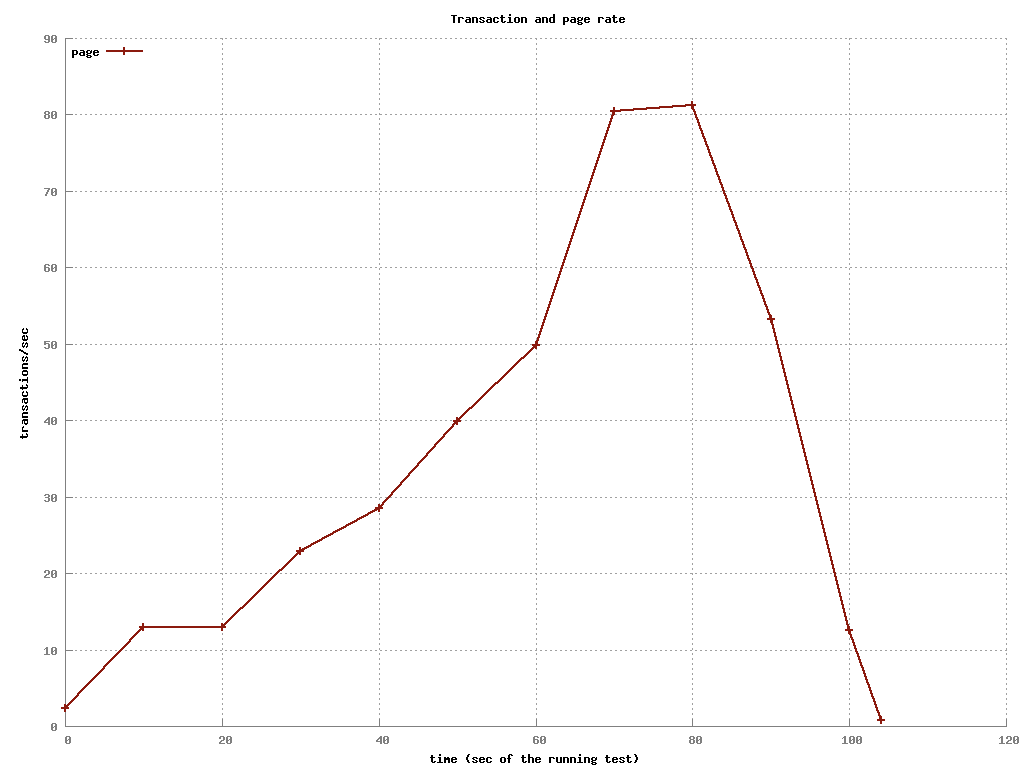 Transaction and page rate
page
90
80
70
60
50
40
30
20
10
0
transactions/sec
0 20 40 60 80 100 120
time (sec of the running test)